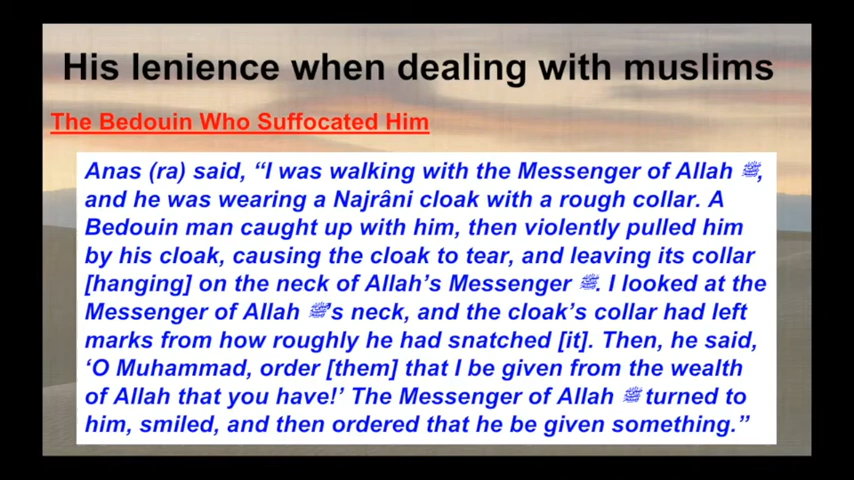 His lenience when dealing with muslims
The Bedouin Who Suffocated Him
Anas (ra) said, “I was walking with the Messenger of Allah ﷺ,
and he was wearing a Najrâni cloak with a rough collar. A
Bedouin man caught up with him, then violently pulled him
by his cloak, causing the cloak to tear, and leaving its collar
[hanging] on the neck of Allah’s Messenger ﷺ. I looked at the
Messenger of Allah ﷺ’s neck, and the cloak’s collar had left
marks from how roughly he had snatched [it]. Then, he said,
‘O Muhammad, order [them] that I be given from the wealth
of Allah that you have!’ The Messenger of Allah ﷺ turned to
him, smiled, and then ordered that he be given something.”